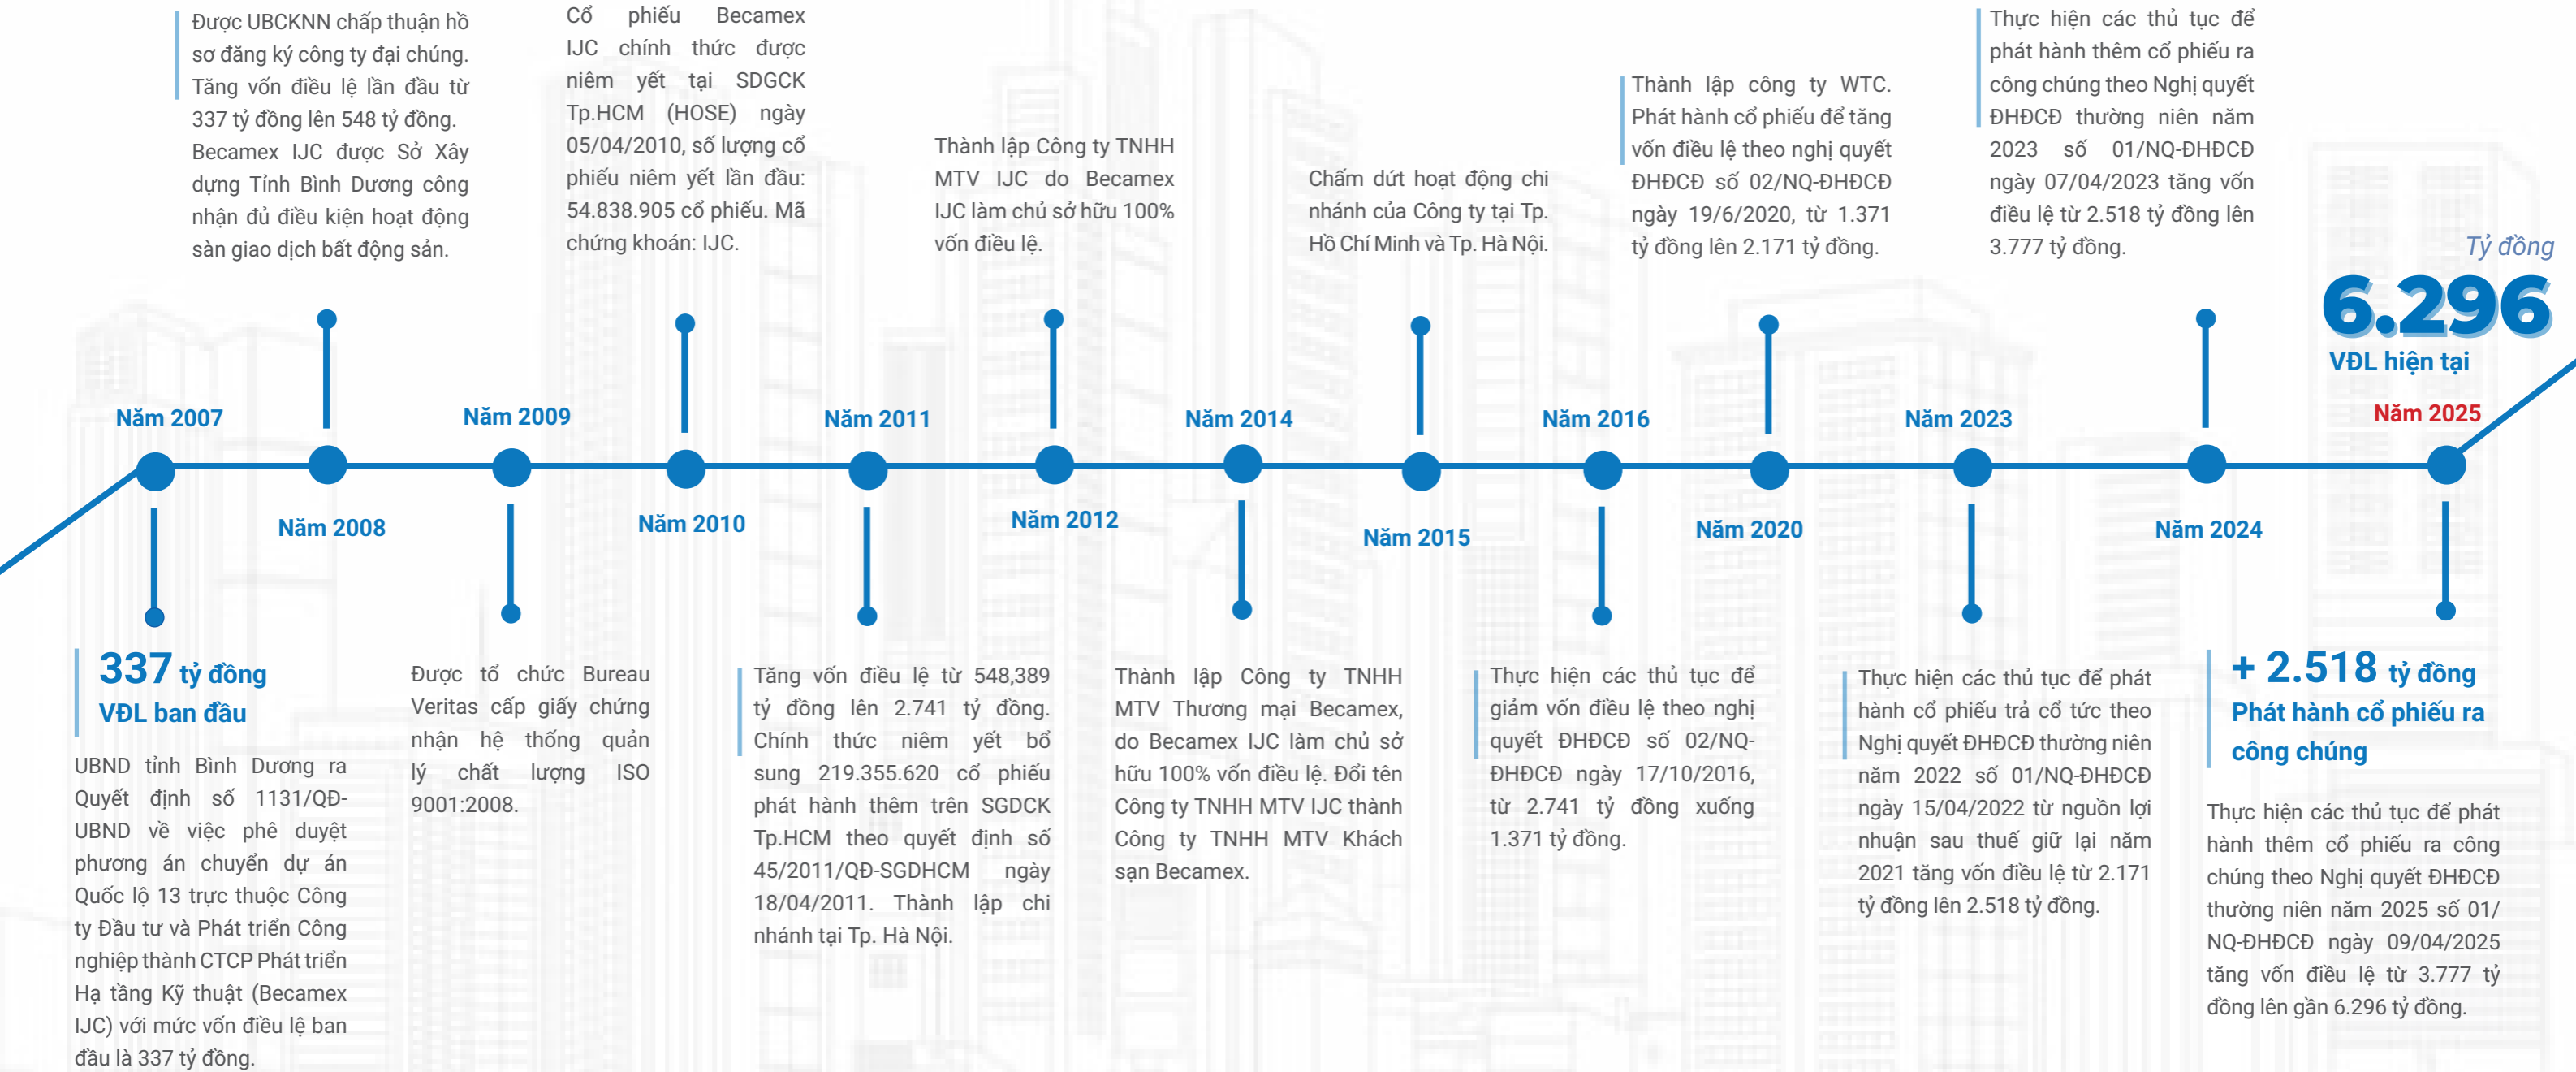 Được UBCKNN chấp thuận hồ
sơ đăng ký công ty đại chúng.
Tăng vốn điều lệ lần đầu từ
337 tỷ đồng lên 548 tỷ đồng.
Becamex IJC được Sở Xây
dựng Tỉnh Bình Dương công
nhận đủ điều kiện hoạt động
sàn giao dịch bất động sản.
Cổ phiếu Becamex
IJC chính thức được
niêm yết tại SDGCK
Tp.HCM (HOSE) ngày
05/04/2010, số lượng cổ
phiếu niêm yết lần đầu:
54.838.905 cổ phiếu. Mã
chứng khoán: IJC.
Thành lập Công ty TNHH
MTV IJC do Becamex
IJC làm chủ sở hữu 100%
vốn điều lệ.
Chấm dứt hoạt động chi
nhánh của Công ty tại Tp.
Hồ Chí Minh và Tp. Hà Nội.
Thành lập công ty WTC.
Phát hành cổ phiếu để tăng
vốn điều lệ theo nghị quyết
ĐHĐCĐ số 02/NQ-ĐHĐCĐ
ngày 19/6/2020, từ 1.371
tỷ đồng lên 2.171 tỷ đồng.
Thực hiện các thủ tục để
phát hành thêm cổ phiếu ra
công chúng theo Nghị quyết
ĐHĐCĐ thường niên năm
2023 số 01/NQ-ĐHĐCĐ
ngày 07/04/2023 tăng vốn
điều lệ từ 2.518 tỷ đồng lên
3.777 tỷ đồng.
Tỷ đồng
6.296
VĐL hiện tại
Năm 2007
Năm 2008
Năm 2009
Năm 2010
Năm 2011
Năm 2012
Năm 2014
Năm 2015
Năm 2016
Năm 2020
Năm 2023
Năm 2024
Năm 2025
337 tỷ đồng
VĐL ban đầu
UBND tỉnh Bình Dương ra
Quyết định số 1131/QĐ-
UBND về việc phê duyệt
phương án chuyển dự án
Quốc lộ 13 trực thuộc Công
ty Đầu tư và Phát triển Công
nghiệp thành CTCP Phát triển
Hạ tầng Kỹ thuật (Becamex
IJC) với mức vốn điều lệ ban
đầu là 337 tỷ đồng.
Được tổ chức Bureau
Veritas cấp giấy chứng
nhận hệ thống quản
lý chất lượng ISO
9001:2008.
Tăng vốn điều lệ từ 548,389
tỷ đồng lên 2.741 tỷ đồng.
Chính thức niêm yết bổ
sung 219.355.620 cổ phiếu
phát hành thêm trên SGDCK
Tp.HCM theo quyết định số
45/2011/QĐ-SGDHCM ngày
18/04/2011. Thành lập chi
nhánh tại Tp. Hà Nội.
Thành lập Công ty TNHH
MTV Thương mại Becamex,
do Becamex IJC làm chủ sở
hữu 100% vốn điều lệ. Đổi tên
Công ty TNHH MTV IJC thành
Công ty TNHH MTV Khách
sạn Becamex.
Thực hiện các thủ tục để
giảm vốn điều lệ theo nghị
quyết ĐHĐCĐ số 02/NQ-
ĐHĐCĐ ngày 17/10/2016,
từ 2.741 tỷ đồng xuống
1.371 tỷ đồng.
Thực hiện các thủ tục để phát
hành cổ phiếu trả cổ tức theo
Nghị quyết ĐHĐCĐ thường niên
năm 2022 số 01/NQ-ĐHĐCĐ
ngày 15/04/2022 từ nguồn lợi
nhuận sau thuế giữ lại năm
2021 tăng vốn điều lệ từ 2.171
tỷ đồng lên 2.518 tỷ đồng.
+ 2.518 tỷ đồng
Phát hành cổ phiếu ra
công chúng
Thực hiện các thủ tục để phát
hành thêm cổ phiếu ra công
chúng theo Nghị quyết ĐHĐCĐ
thường niên năm 2025 số 01/
NQ-ĐHĐCĐ ngày 09/04/2025
tăng vốn điều lệ từ 3.777 tỷ
đồng lên gần 6.296 tỷ đồng.